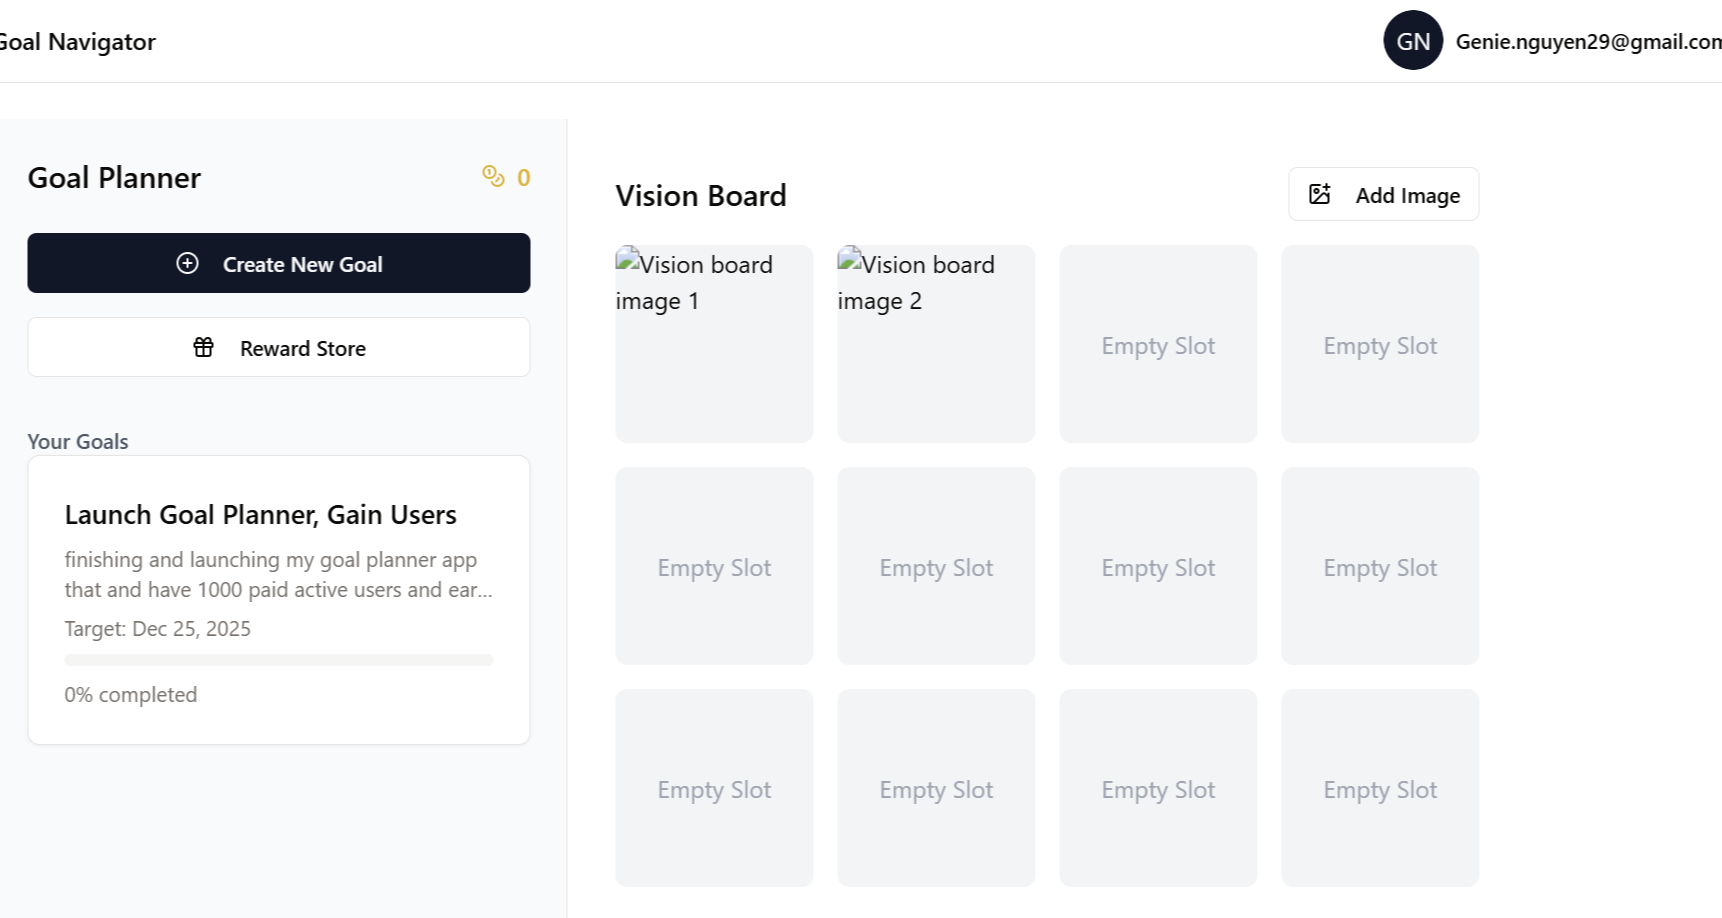 Goal Navigator
GN
Genie.nguyen29@gmail.com
Goal Planner
0
Create New Goal
Reward Store
Your Goals
Launch Goal Planner, Gain Users
finishing and launching my goal planner app
that and have 1000 paid active users and ear...
Target: Dec 25, 2025
0% completed
Vision Board
Add Image
Vision board
image 1
Vision board
image 2
Empty Slot
Empty Slot
Empty Slot
Empty Slot
Empty Slot
Empty Slot
Empty Slot
Empty Slot
Empty Slot
Empty Slot